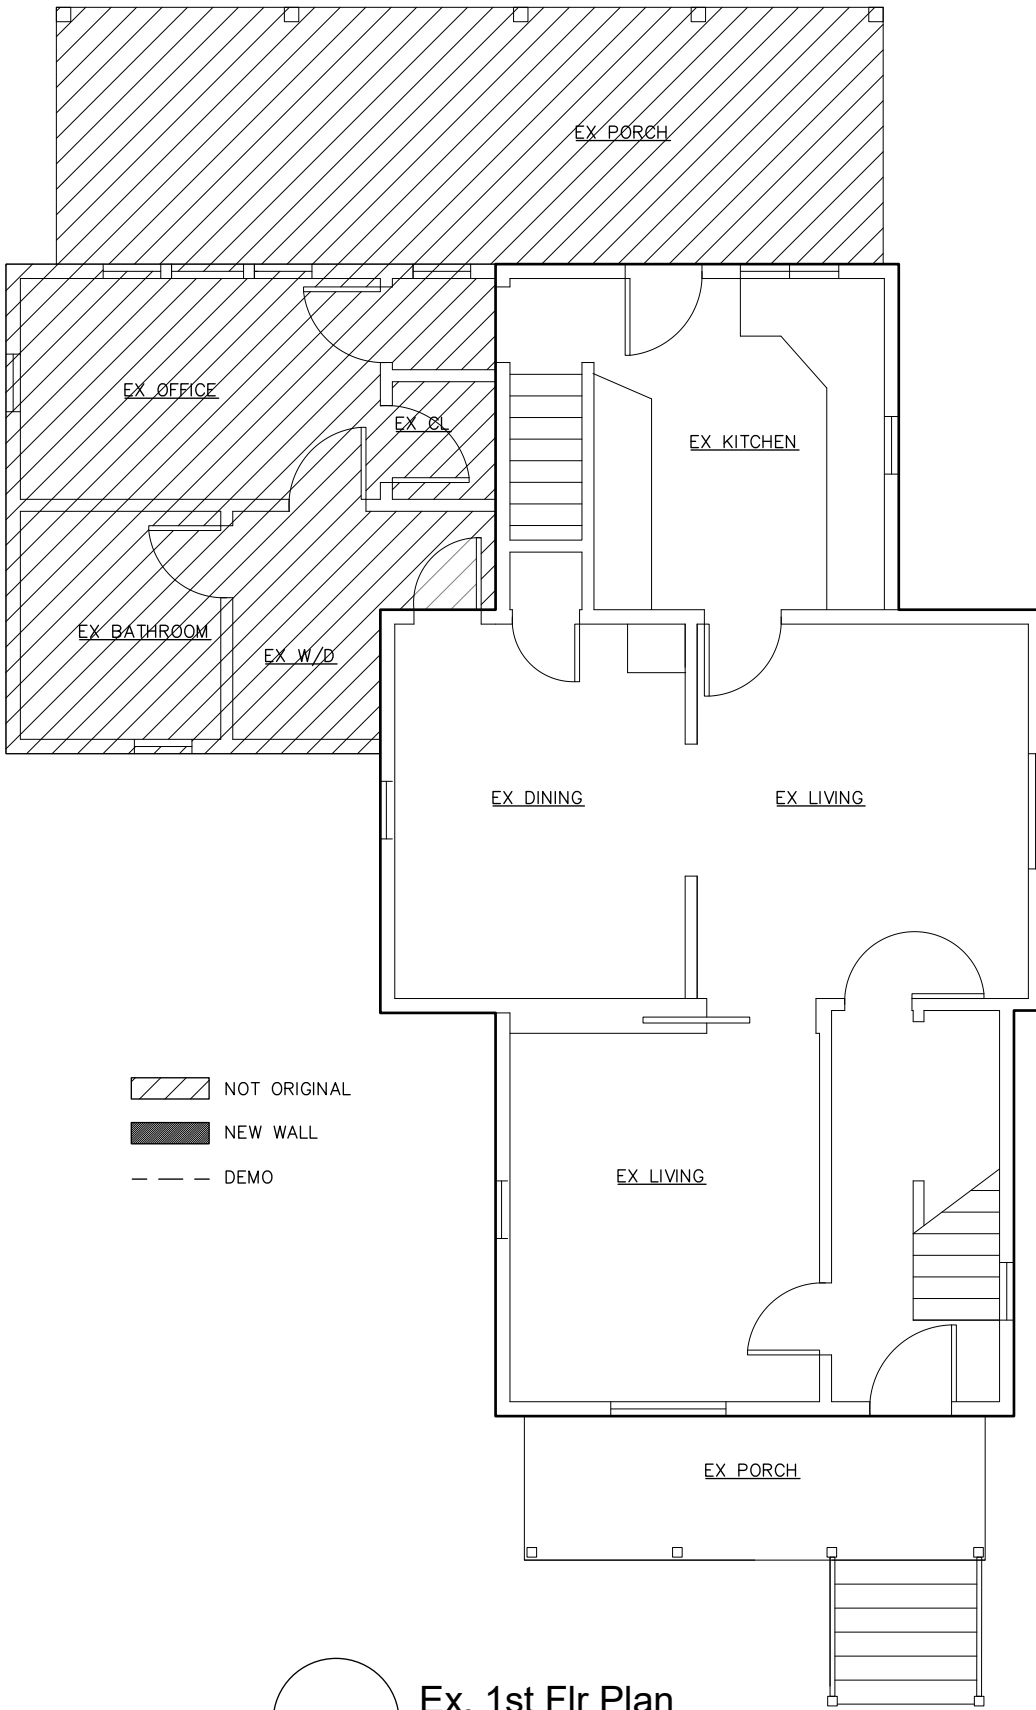 EX PORCH
EX OFFICE
EX CL
EX KITCHEN
EX BATHROOM
EX W/D
EX DINING
EX LIVING
NOT ORIGINAL
NEW WALL
DEMO
EX LIVING
EX PORCH
Ex. 1st Flr Plan